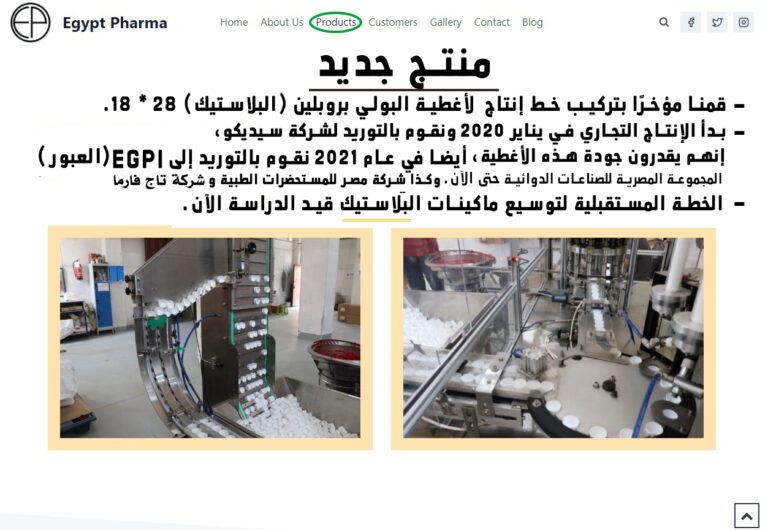 Egypt Pharma
Home About Us Products Customers Gallery Contact Blog
منتج جديد
– قمنا مؤخرًا بتركيب خط إنتاج لأغطية البولي بروبلين (البلاستيك) 28 * 18.
– بدأ الإنتاج التجاري في يناير 2020 ونقوم بالتوريد لشركة سيديكو،
إنهم يقدرون جودة هذه الأغطية، أيضا في عام 2021 نقوم بالتوريد إلى EGPI (العبور)
المجموعة المصرية للصناعات الدوائية حتى الآن. وكذا شركة مصر للمستحضرات الطبية و شركة تاج فارما
– الخطة المستقبلية لتوسيع ماكينات البلاستيك قيد الدراسة الآن.